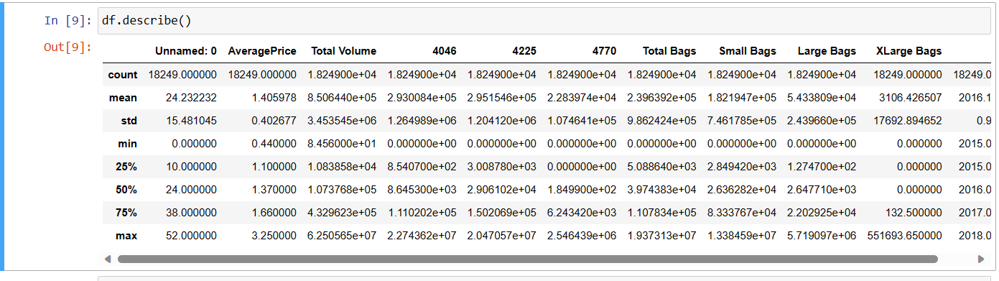 In [9]: df.describe()
Out[9]:
Unnamed: 0 AveragePrice Total Volume 4046 4225 4770 Total Bags Small Bags Large Bags XLarge Bags
count 18249.000000 18249.000000 1.824900e+04 1.824900e+04 1.824900e+04 1.824900e+04 1.824900e+04 1.824900e+04 1.824900e+04 18249.000000 18249.0
mean 24.232232 1.405978 8.506440e+05 2.930084e+05 2.951546e+05 2.283974e+04 2.396392e+05 1.821947e+05 5.433809e+04 3106.426507 2016.1
std 15.481045 0.402677 3.453545e+06 1.264989e+06 1.204120e+06 1.074641e+05 9.862424e+05 7.461785e+05 2.439660e+05 17692.894652 0.9
min 0.000000 0.440000 8.456000e+01 0.000000e+00 0.000000e+00 0.000000e+00 0.000000e+00 0.000000e+00 0.000000e+00 0.000000 2015.0
25% 10.000000 1.100000 1.083858e+04 8.540700e+02 3.008780e+03 0.000000e+00 5.088640e+03 2.849420e+03 1.274700e+02 0.000000 2015.0
50% 24.000000 1.370000 1.073768e+05 8.645300e+03 2.906102e+04 1.849900e+02 3.974383e+04 2.636282e+04 2.647710e+03 0.000000 2016.0
75% 38.000000 1.660000 4.329623e+05 1.110202e+05 1.502069e+05 6.243420e+03 1.107834e+05 8.333767e+04 2.202925e+04 132.500000 2017.0
max 52.000000 3.250000 6.250565e+07 2.274362e+07 2.047057e+07 2.546439e+06 1.937313e+07 1.338459e+07 5.719097e+06 551693.650000 2018.0